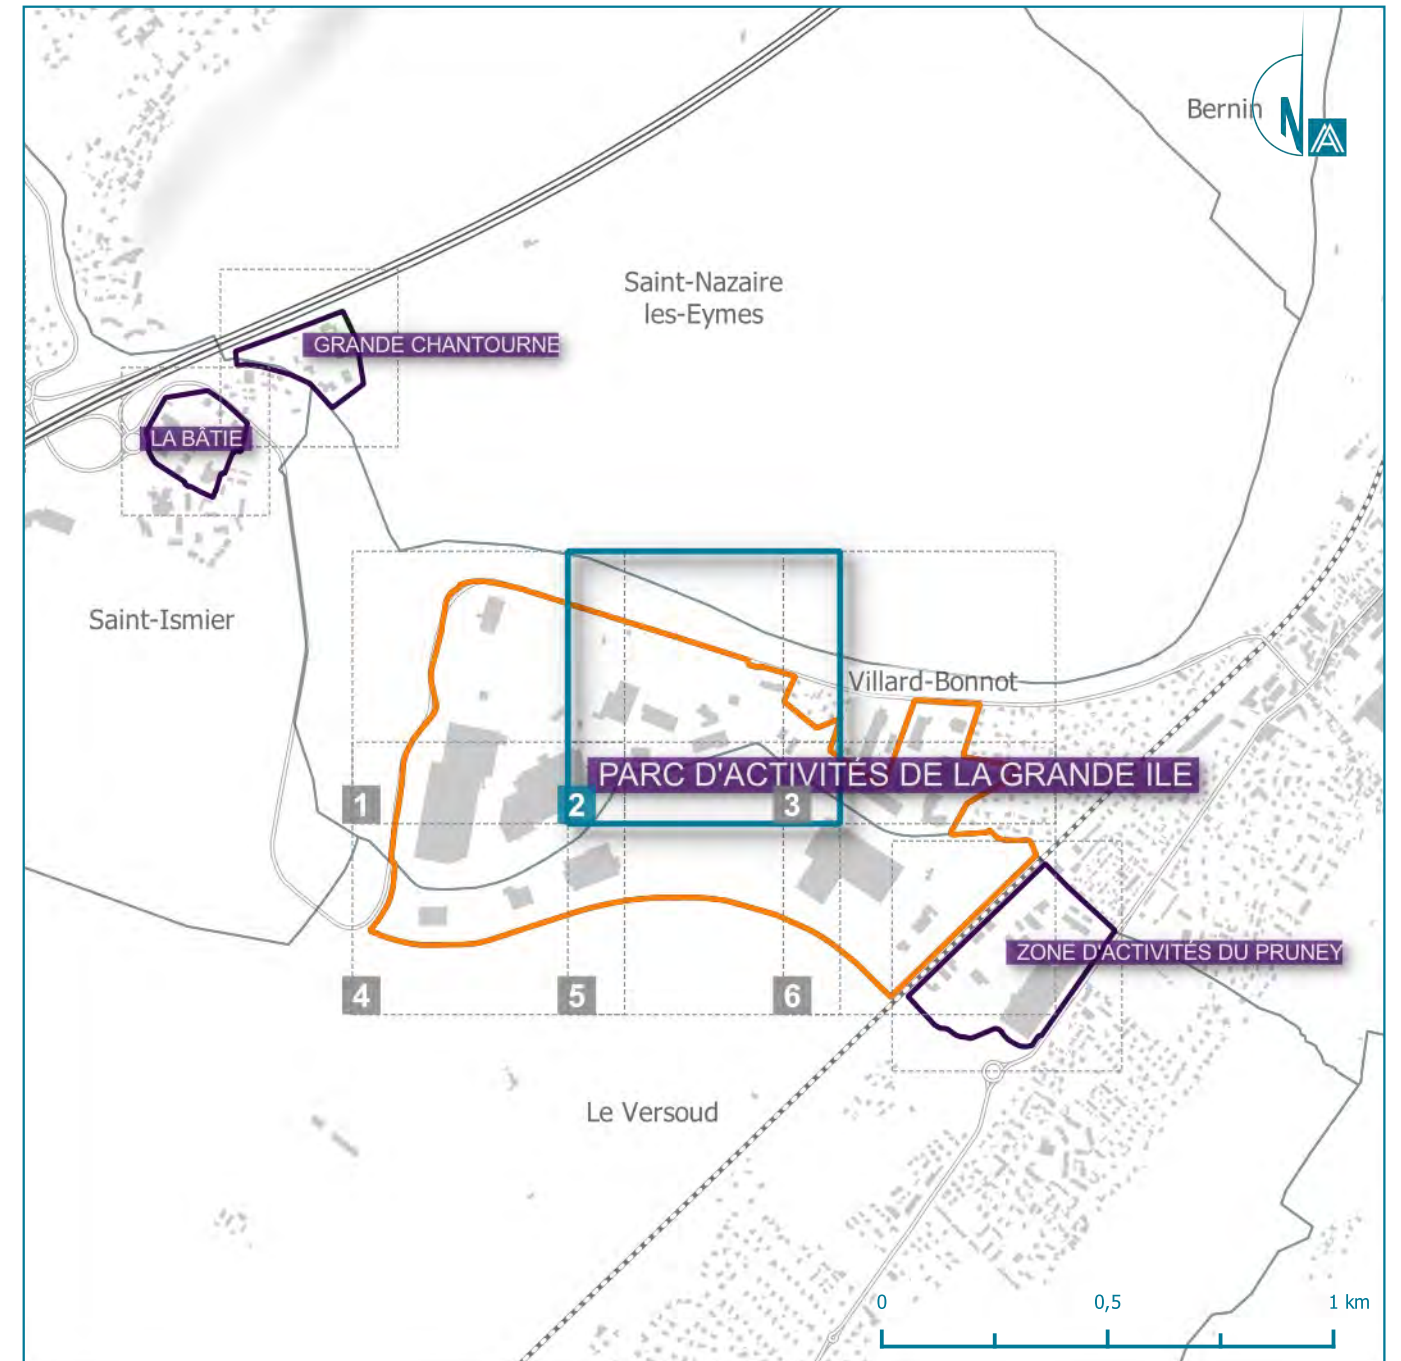 Bernin
N
Saint-Nazaire
les-Eymes
GRANDE CHANTOURNE
LA BÂTIE
Saint-Ismier
Villard-Bonnot
PARC D'ACTIVITÉS DE LA GRANDE ILE
1
2
3
ZONE D'ACTIVITÉS DU PRUNEY
4
5
6
Le Versoud
0
0,5
1 km